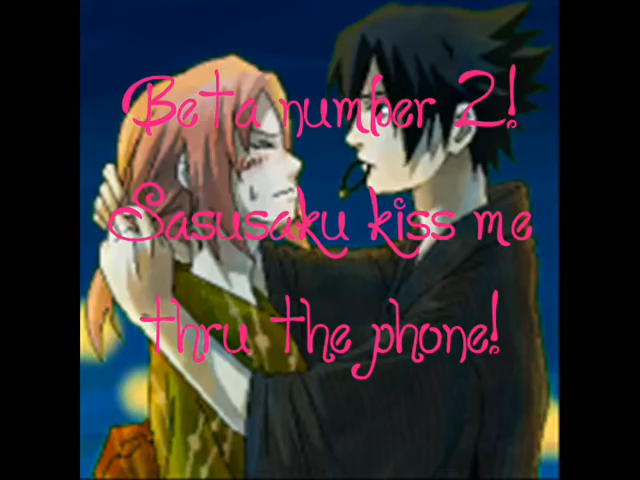 Beta number 2!
Sasusaku kiss me
thru the phone!